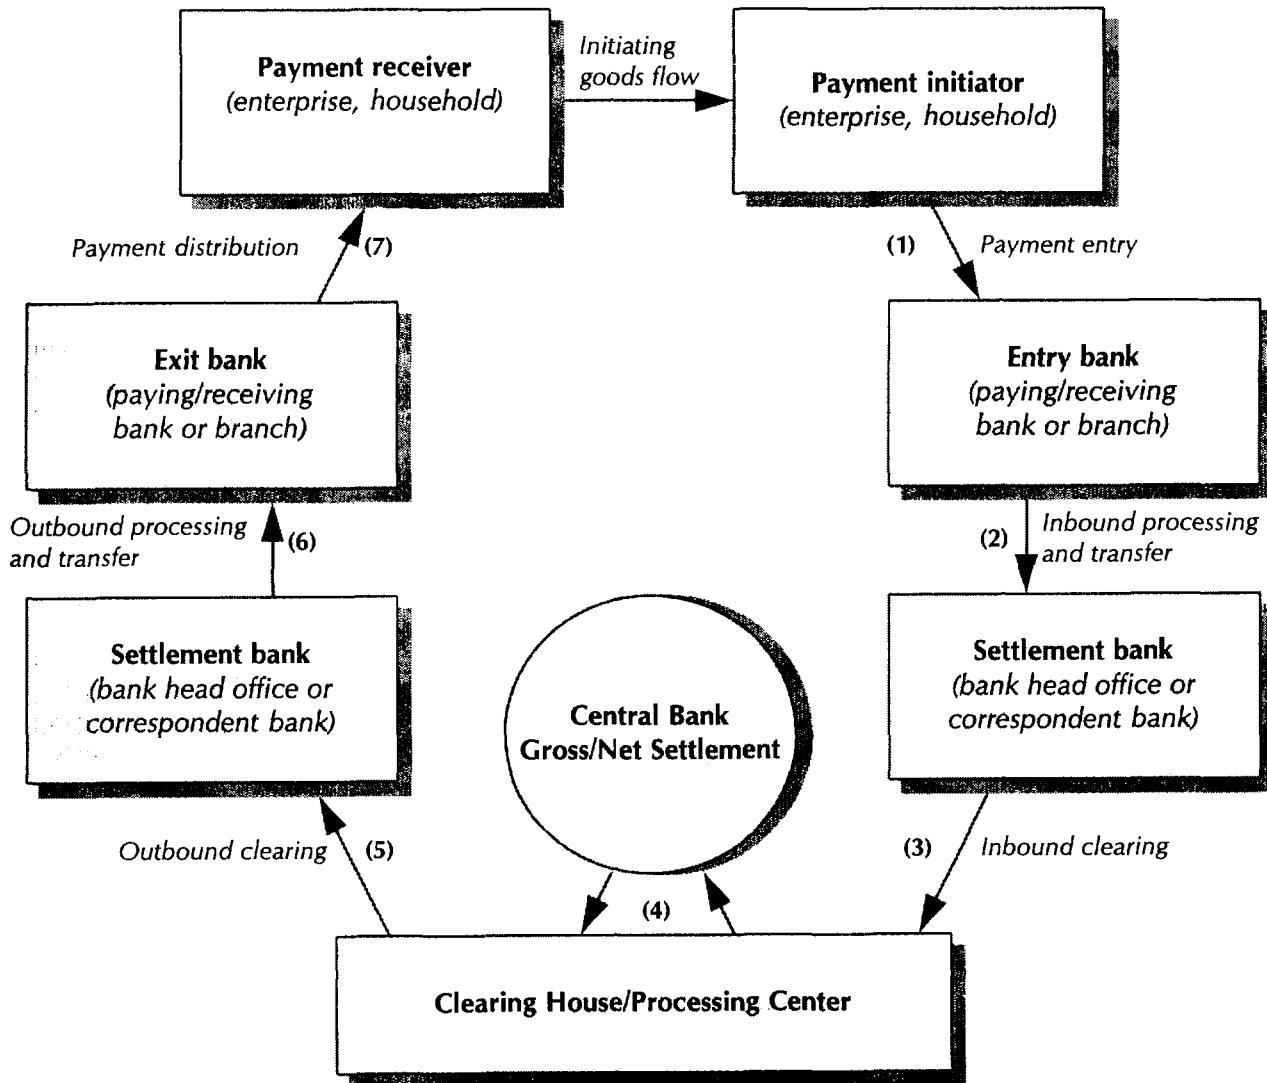 Payment receiver
(enterprise, household)
Initiating
goods flow
Payment initiator
(enterprise, household)
Payment distribution
(7)
(1)
Payment entry
Exit bank
(paying/receiving
bank or branch)
Entry bank
(paying/receiving
bank or branch)
Outbound processing
and transfer
(6)
(2)
Inbound processing
and transfer
Settlement bank
(bank head office or
correspondent bank)
Central Bank
Gross/Net Settlement
Settlement bank
(bank head office or
correspondent bank)
Outbound clearing
(5)
(3)
Inbound clearing
(4)
Clearing House/Processing Center